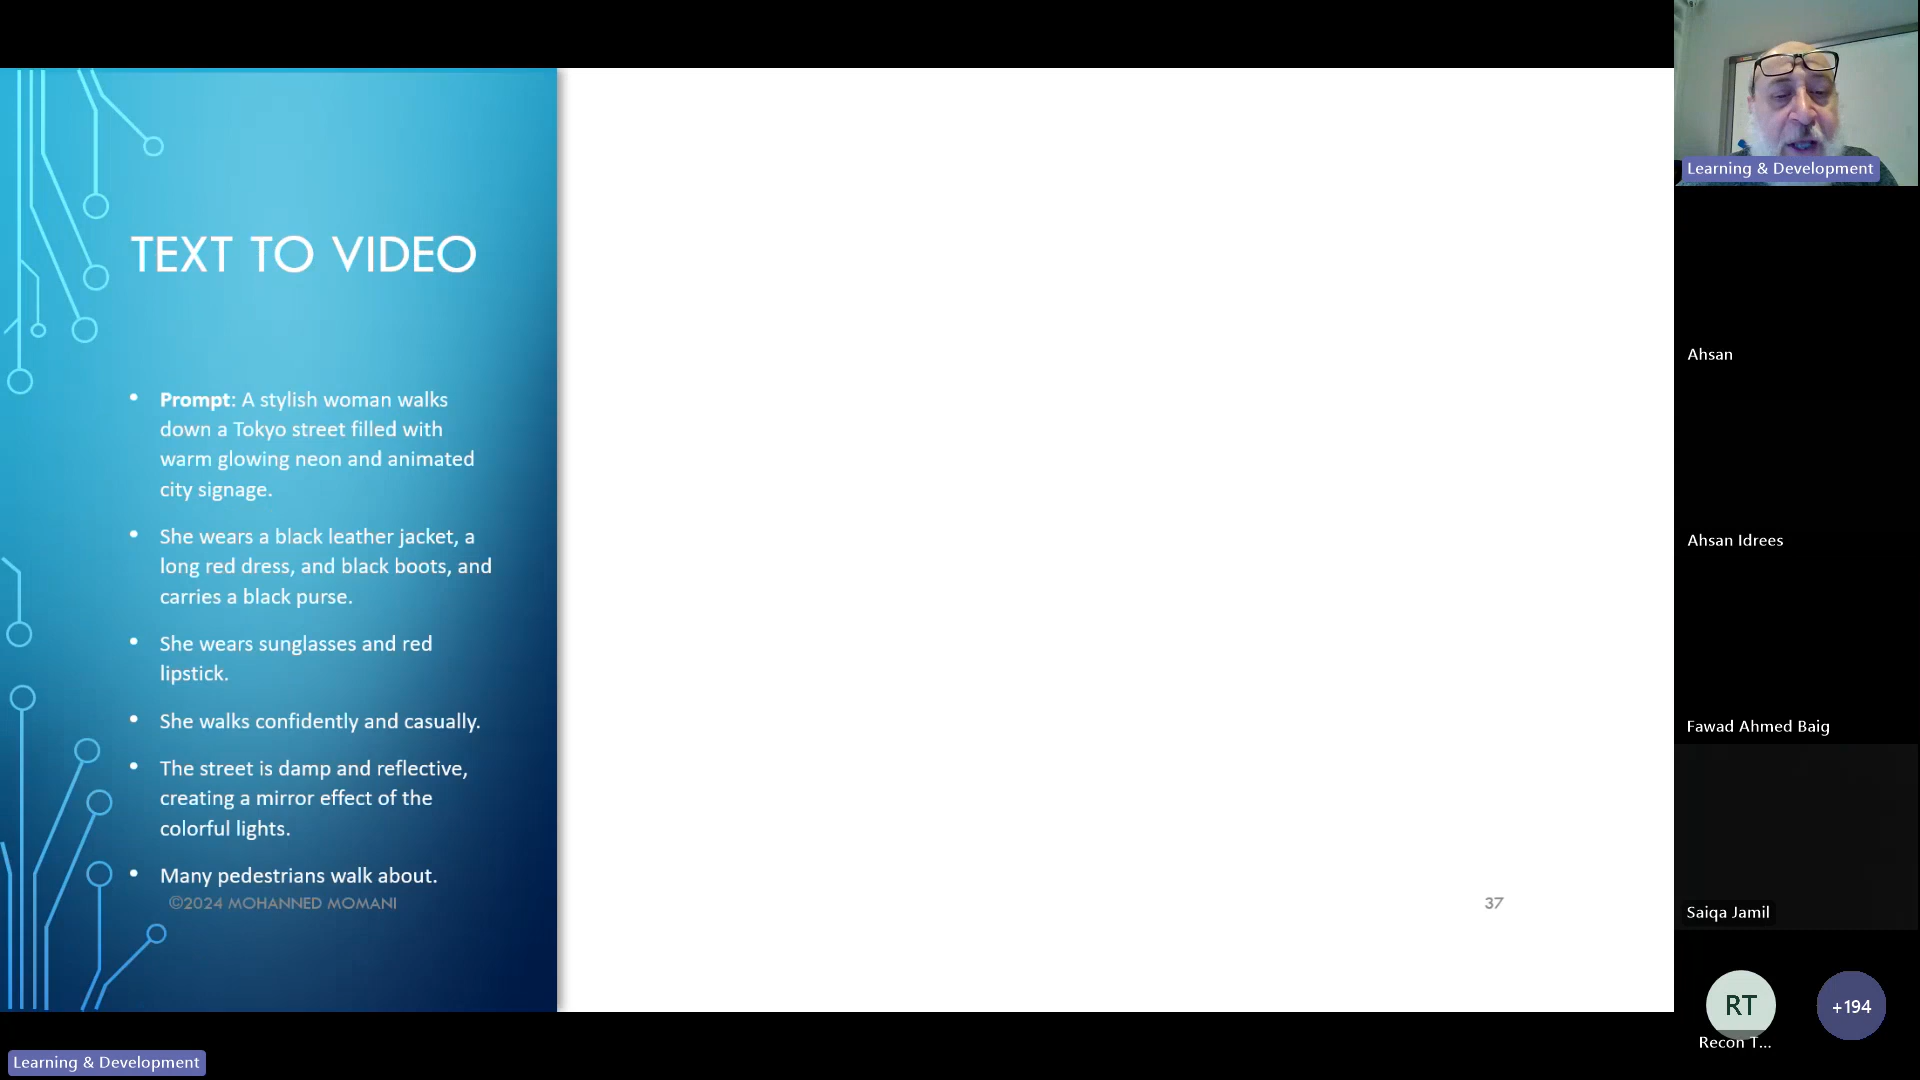 TEXT TO VIDEO
• Prompt: A stylish woman walks
down a Tokyo street filled with
warm glowing neon and animated
city signage.
• She wears a black leather jacket, a
long red dress, and black boots, and
carries a black purse.
• She wears sunglasses and red
lipstick.
• She walks confidently and casually.
• The street is damp and reflective,
creating a mirror effect of the
colorful lights.
• Many pedestrians walk about.
©2024 MOHANNED MOMANI
37
Learning & Development
Ahsan
Ahsan Idrees
Fawad Ahmed Baig
Saiqa Jamil
RT
+194
Recon T...
Learning & Development